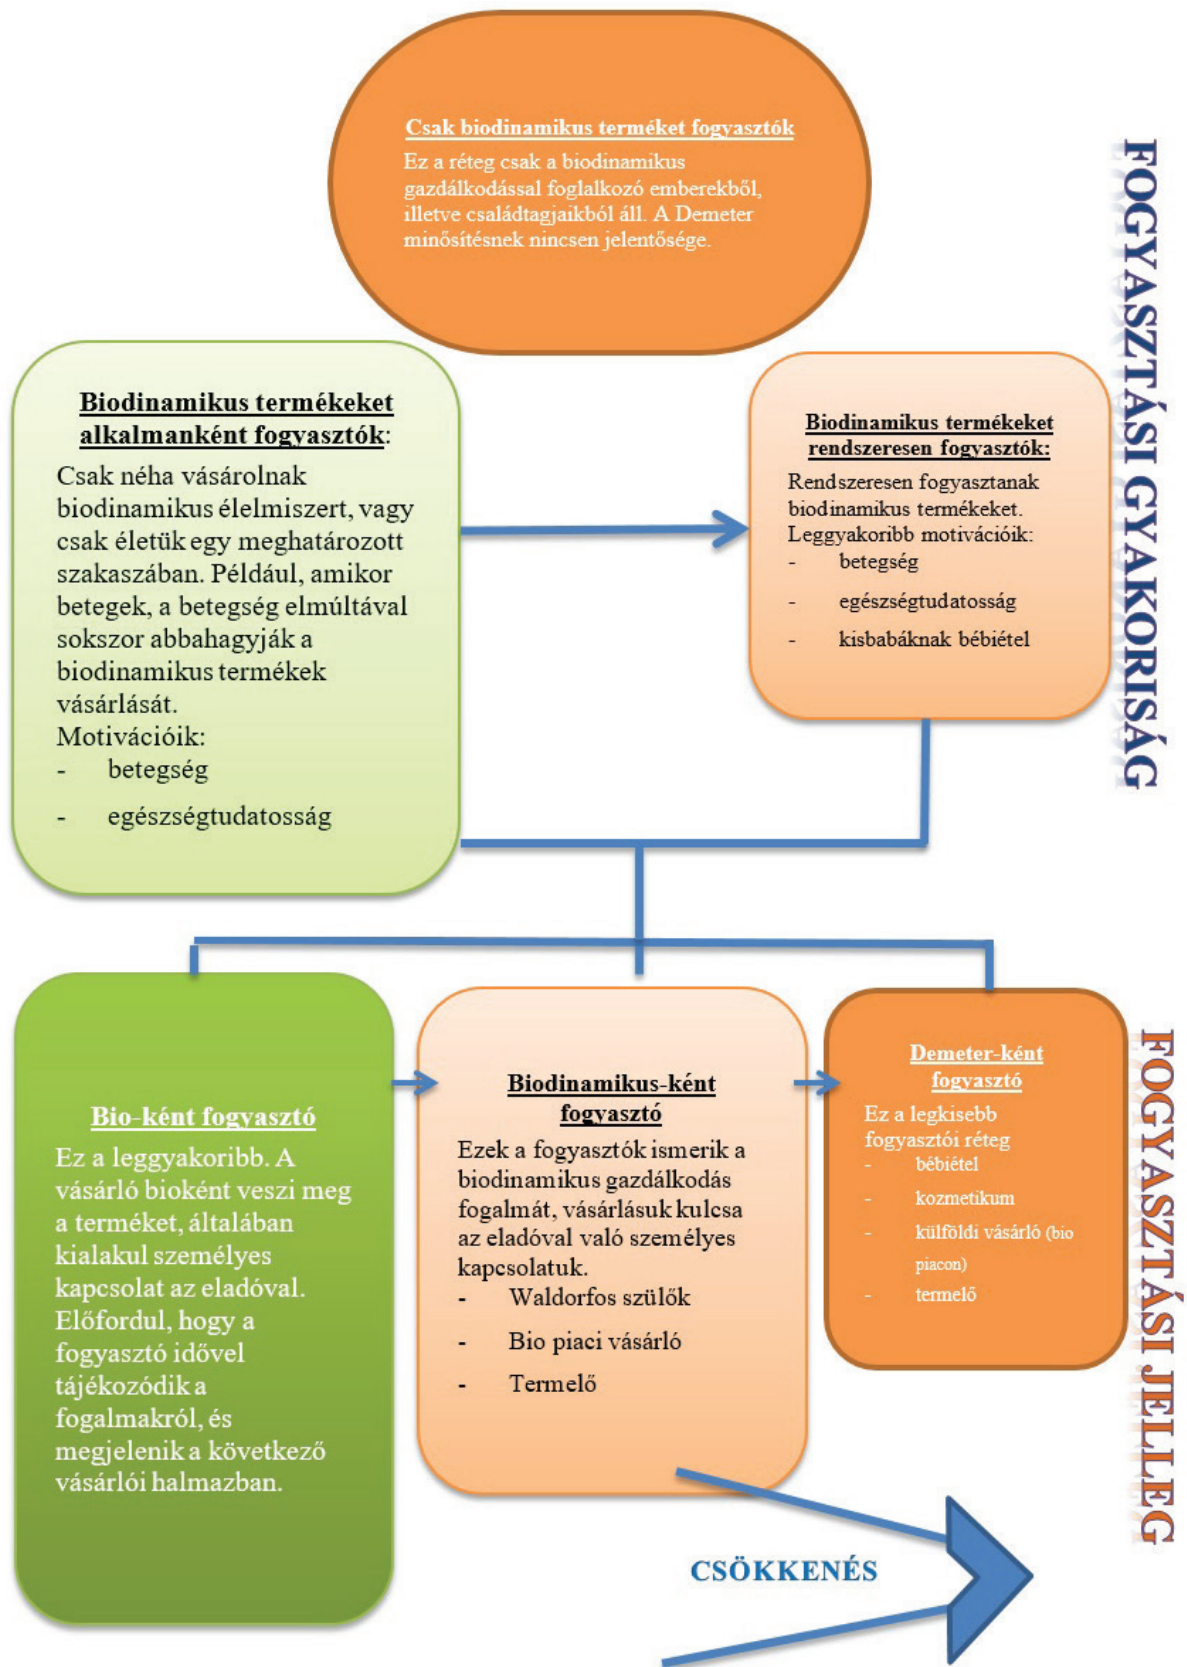 Csak biodinamikus terméket fogyasztók
Ez a réteg csak a biodinamikus
gazdálkodással foglalkozó emberekből,
illetve családtagjaikból áll. A Demeter
minősítésnek nincsen jelentősége.
Biodinamikus termékeket
alkalmanként fogyasztók:
Csak néha vásárolnak
biodinamikus élelmiszert, vagy
csak életük egy meghatározott
szakaszában. Például, amikor
betegek, a betegség elmúltával
sokszor abbahagyják a
biodinamikus termékek
vásárlását.
Motivációik:
- betegség
- egészségtudatosság
Biodinamikus termékeket
rendszeresen fogyasztók:
Rendszeresen fogyasztanak
biodinamikus termékeket.
Leggyakoribb motivációik:
- betegség
- egészségtudatosság
- kisbabáknak bébiétel
FOGYASZTÁSI GYAKORISÁG
Bio-ként fogyasztó
Ez a leggyakoribb. A
vásárló bioként veszi meg
a terméket, általában
kialakul személyes
kapcsolat az eladóval.
Előfordul, hogy a
fogyasztó idővel
tájékozódik a
fogalmakról, és
megjelenik a következő
vásárlói halmazban.
Biodinamikus-ként
fogyasztó
Ezek a fogyasztók ismerik a
biodinamikus gazdálkodás
fogalmát, vásárlásuk kulcsa
az eladóval való személyes
kapcsolatuk.
- Waldorfos szülők
- Bio piaci vásárló
- Termelő
Demeter-ként
fogyasztó
Ez a legkisebb
fogyasztói réteg
- bébiétel
- kozmetikum
- külföldi vásárló (bio
piacon)
- termelő
FOGYASZTÁSI JELLEG
CSÖKKENÉS